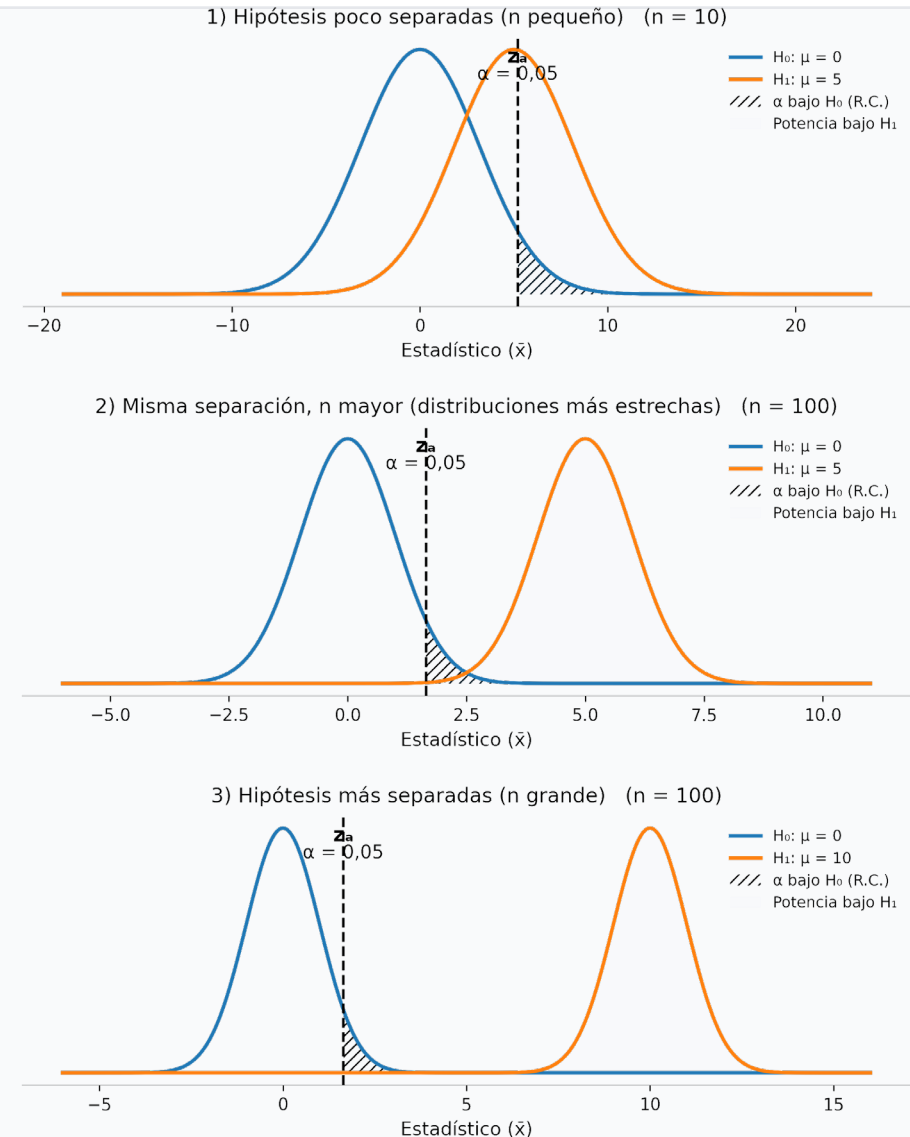 1) Hipótesis poco separadas (n pequeño) (n = 10)
zₐ
α = 0,05
H₀: μ = 0
H₁: μ = 5
α bajo H₀ (R.C.)
Potencia bajo H₁
−20 −10 0 10 20
Estadístico (x̄)
2) Misma separación, n mayor (distribuciones más estrechas) (n = 100)
zₐ
α = 0,05
H₀: μ = 0
H₁: μ = 5
α bajo H₀ (R.C.)
Potencia bajo H₁
−5.0 −2.5 0.0 2.5 5.0 7.5 10.0
Estadístico (x̄)
3) Hipótesis más separadas (n grande) (n = 100)
zₐ
α = 0,05
H₀: μ = 0
H₁: μ = 10
α bajo H₀ (R.C.)
Potencia bajo H₁
−5 0 5 10 15
Estadístico (x̄)